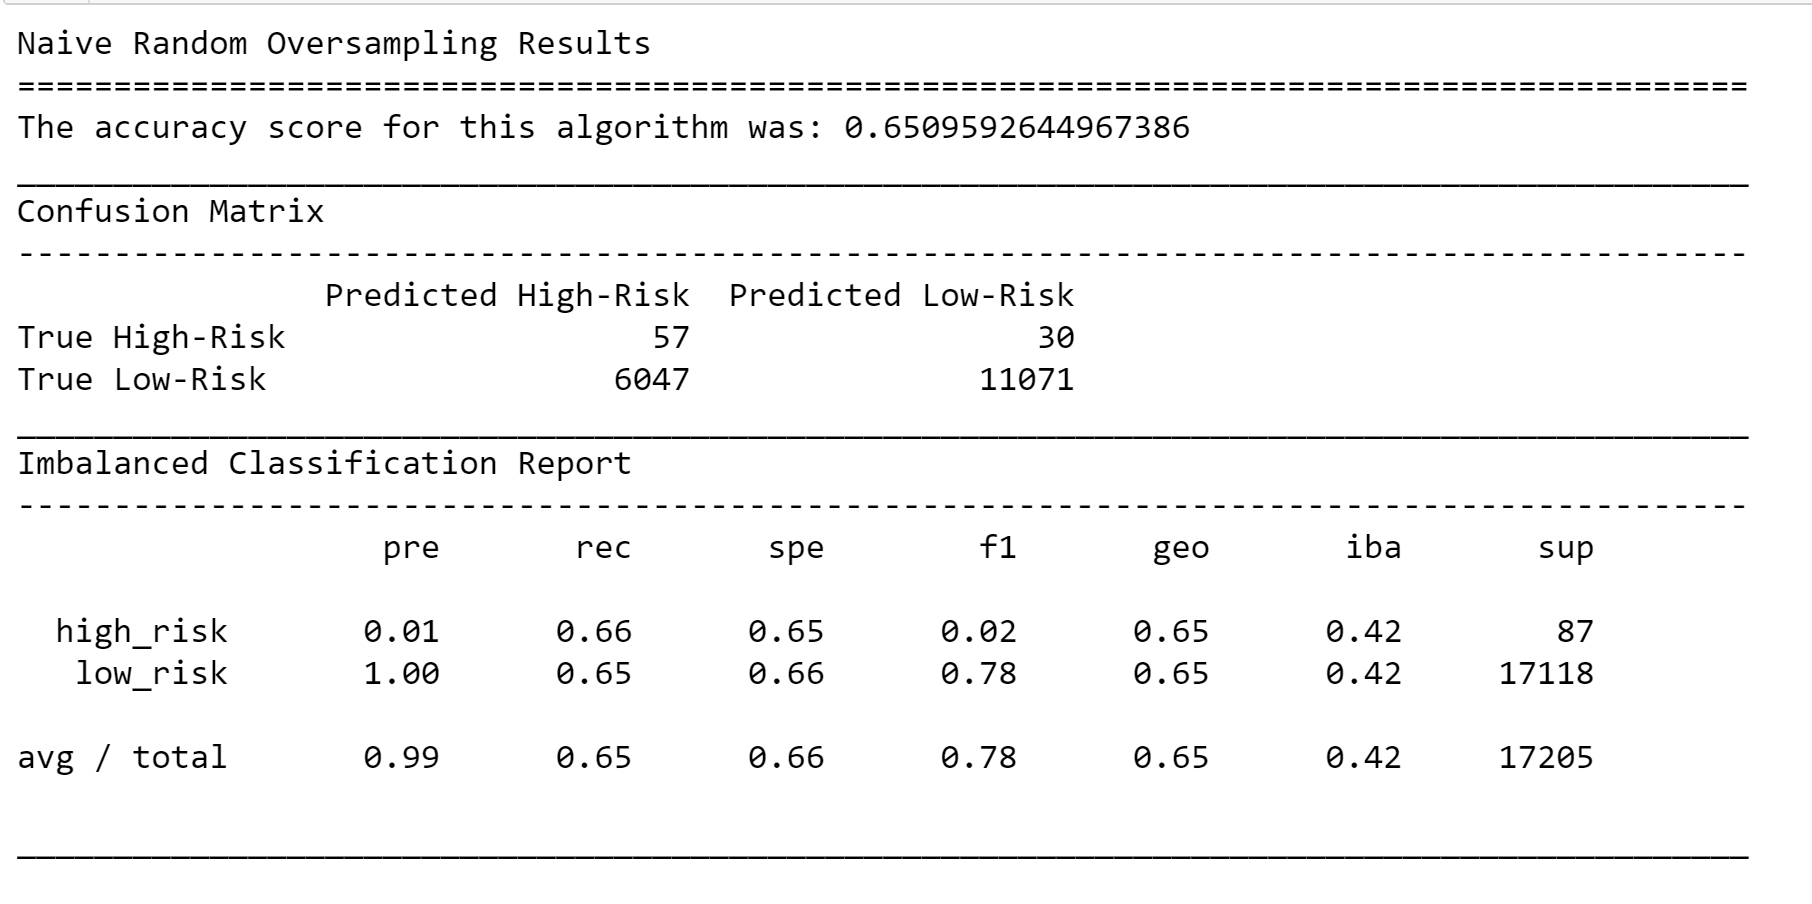 Naive Random Oversampling Results
==========================================================================================
The accuracy score for this algorithm was: 0.6509592644967386
__________________________________________________________________________________________
Confusion Matrix
------------------------------------------------------------------------------------------
                Predicted High-Risk  Predicted Low-Risk
True High-Risk                   57                  30
True Low-Risk                  6047               11071
__________________________________________________________________________________________
Imbalanced Classification Report
------------------------------------------------------------------------------------------
                   pre       rec       spe        f1       geo       iba       sup
  high_risk       0.01      0.66      0.65      0.02      0.65      0.42        87
   low_risk       1.00      0.65      0.66      0.78      0.65      0.42     17118
avg / total       0.99      0.65      0.66      0.78      0.65      0.42     17205
__________________________________________________________________________________________